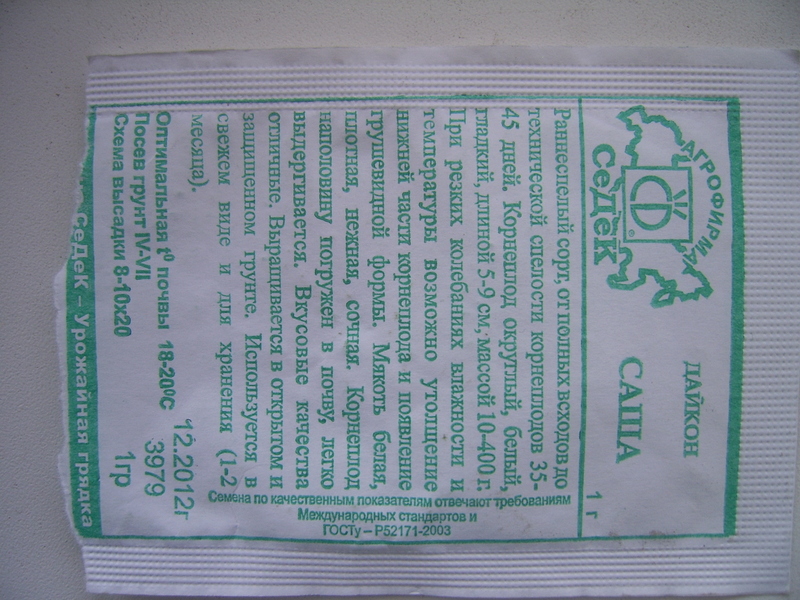 АГРОФИРМА
СеДеК
®
ДАЙКОН
САША
1 г
Раннеспелый сорт, от полных всходов до
технической спелости корнеплодов 35-
45 дней. Корнеплод округлый, белый,
гладкий, длиной 5-9 см, массой 10-400 г.
При резких колебаниях влажности и
температуры возможно утолщение
нижней части корнеплода и появление
грушевидной формы. Мякоть белая,
плотная, нежная, сочная. Корнеплод
наполовину погружен в почву, легко
выдергивается. Вкусовые качества
отличные. Выращивается в открытом и
защищенном грунте. Используется в
свежем виде и для хранения (1-2
месяца).
Оптимальная t⁰ почвы 18-20⁰С
Посев грунт IV-VII
Схема высадки 8-10х20
12.2012г
3979
1гр
Семена по качественным показателям отвечают требованиям
Международных стандартов и
ГОСТу – Р52171-2003
СеДеК – Урожайная грядка